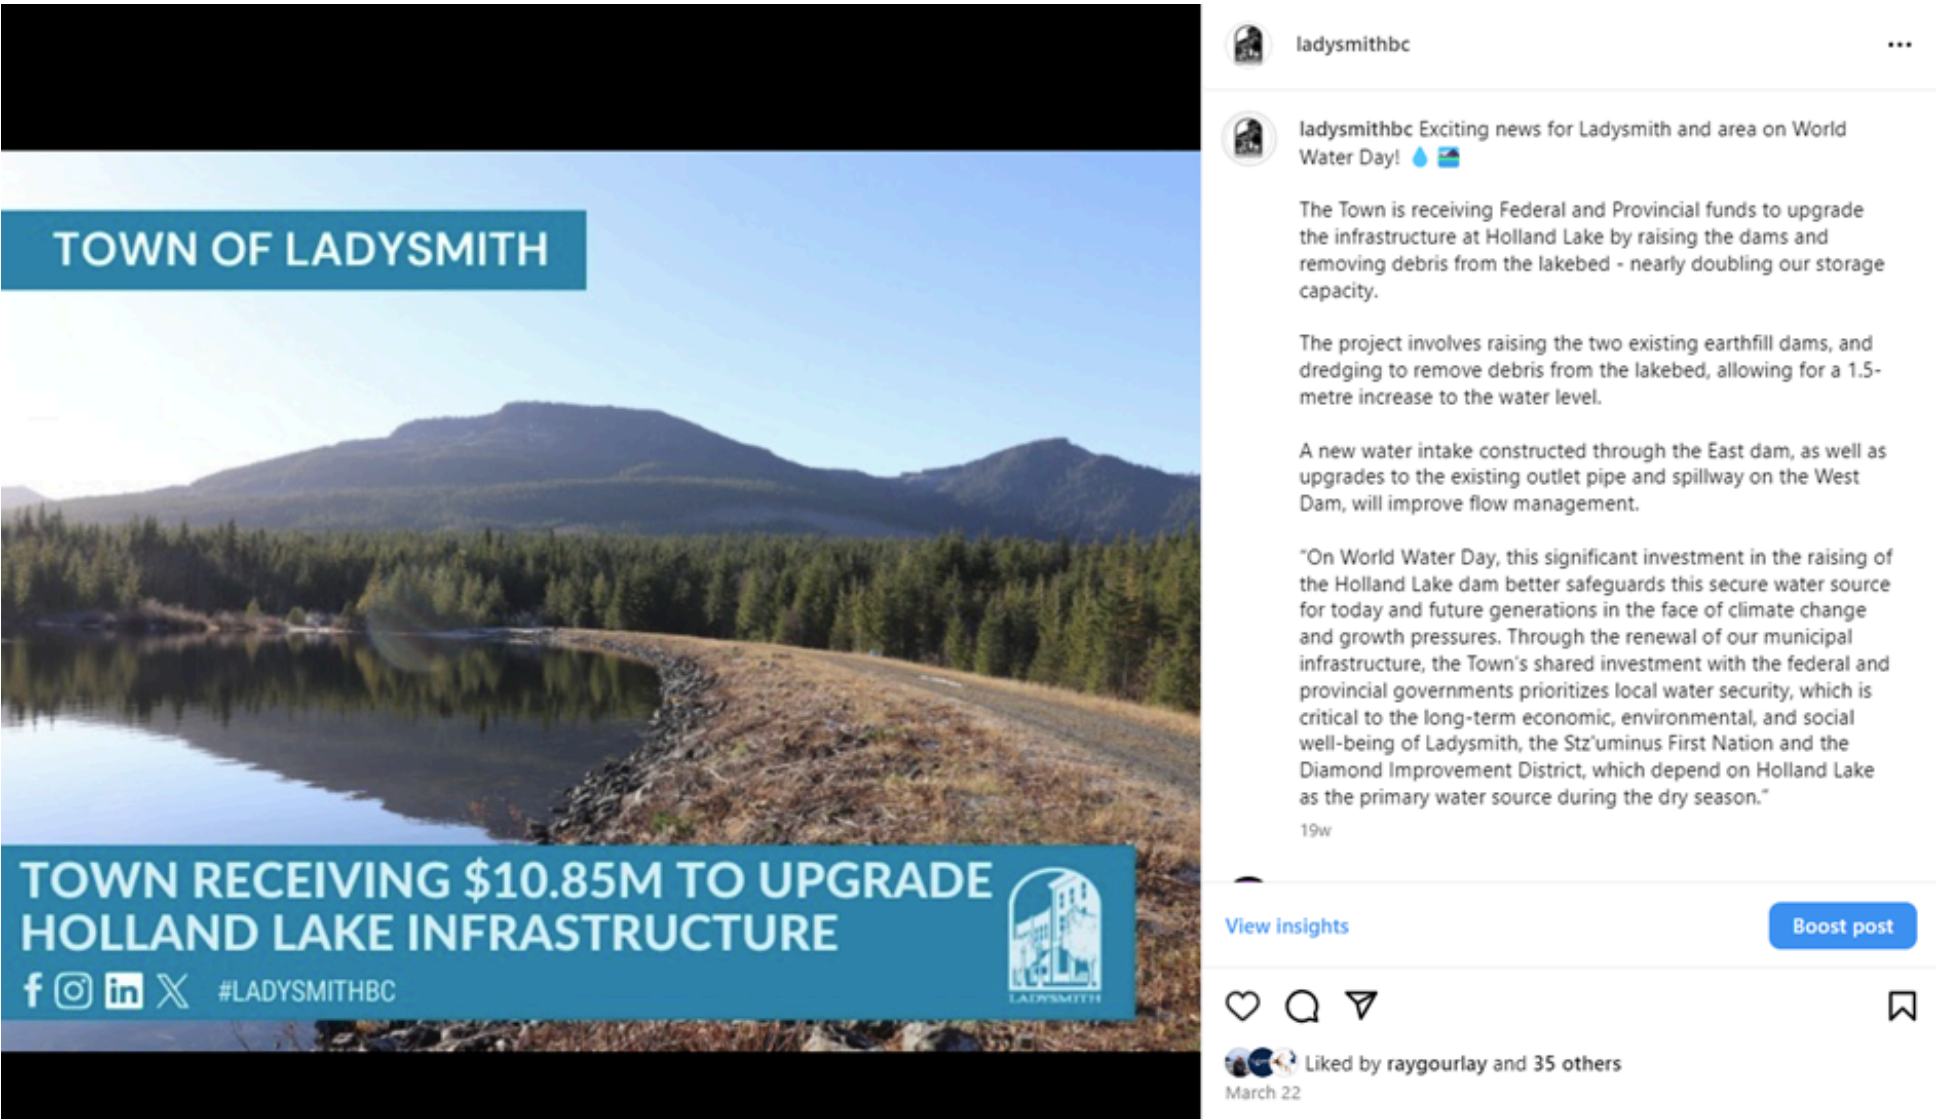 TOWN OF LADYSMITH
TOWN RECEIVING $10.85M TO UPGRADE
HOLLAND LAKE INFRASTRUCTURE
#LADYSMITHBC
LADYSMITH
ladysmithbc
ladysmithbc Exciting news for Ladysmith and area on World
Water Day!
The Town is receiving Federal and Provincial funds to upgrade
the infrastructure at Holland Lake by raising the dams and
removing debris from the lakebed - nearly doubling our storage
capacity.
The project involves raising the two existing earthfill dams, and
dredging to remove debris from the lakebed, allowing for a 1.5-
metre increase to the water level.
A new water intake constructed through the East dam, as well as
upgrades to the existing outlet pipe and spillway on the West
Dam, will improve flow management.
“On World Water Day, this significant investment in the raising of
the Holland Lake dam better safeguards this secure water source
for today and future generations in the face of climate change
and growth pressures. Through the renewal of our municipal
infrastructure, the Town's shared investment with the federal and
provincial governments prioritizes local water security, which is
critical to the long-term economic, environmental, and social
well-being of Ladysmith, the Stz'uminus First Nation and the
Diamond Improvement District, which depend on Holland Lake
as the primary water source during the dry season.”
19w
View insights
Boost post
Liked by raygourlay and 35 others
March 22